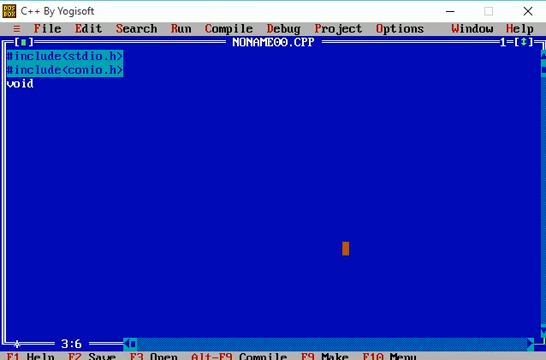 C++ By Yogisoft
≡ File Edit Search Run Compile Debug Project Options Window Help
[■] NONAME00.CPP 1=[↕]
#include<stdio.h>
#include<conio.h>
void
* 3:6
F1 Help F2 Save F3 Open Alt-F9 Compile F9 Make F10 Menu